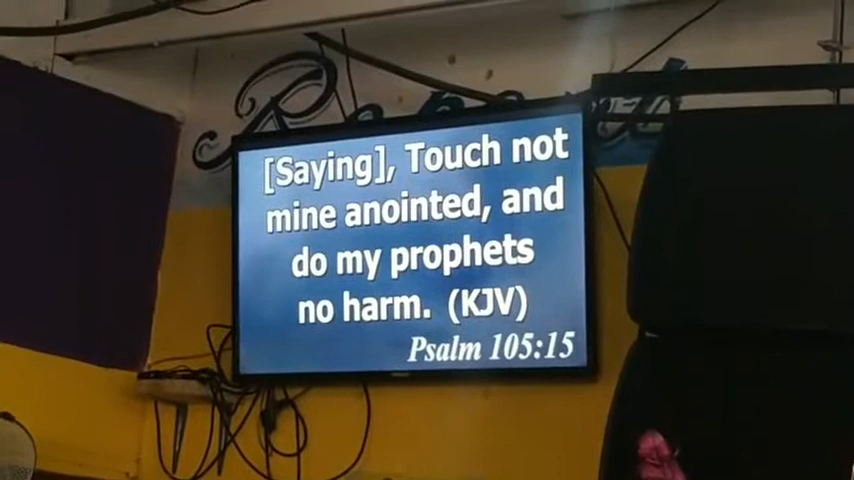 [Saying], Touch not
mine anointed, and
do my prophets
no harm. (KJV)
Psalm 105:15